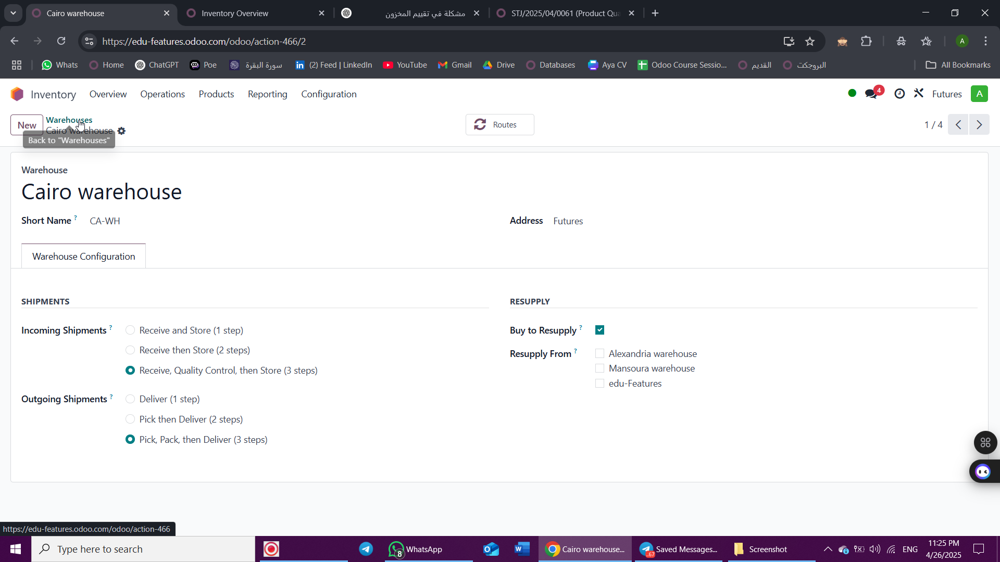 Cairo warehouse
Inventory Overview
مشكلة في تقييم المخزون
STJ/2025/04/0061 (Product Qua
https://edu-features.odoo.com/odoo/action-466/2
A
Whats
Home
ChatGPT
Poe
سورة البقرة
(2) Feed | LinkedIn
YouTube
Gmail
Drive
Databases
Aya CV
Odoo Course Sessio...
القديم
البروجكت
All Bookmarks
Inventory
Overview
Operations
Products
Reporting
Configuration
4
Futures
A
New
Warehouses
Cairo warehouse
Back to "Warehouses"
Routes
1 / 4
Warehouse
Cairo warehouse
Short Name ?
CA-WH
Address
Futures
Warehouse Configuration
SHIPMENTS
RESUPPLY
Incoming Shipments ?
Receive and Store (1 step)
Receive then Store (2 steps)
Receive, Quality Control, then Store (3 steps)
Buy to Resupply ?
Resupply From ?
Alexandria warehouse
Mansoura warehouse
edu-Features
Outgoing Shipments ?
Deliver (1 step)
Pick then Deliver (2 steps)
Pick, Pack, then Deliver (3 steps)
https://edu-features.odoo.com/odoo/action-466
Type here to search
8
WhatsApp
Cairo warehouse...
..67
Saved Messages...
Screenshot
ENG
11:25 PM
4/26/2025